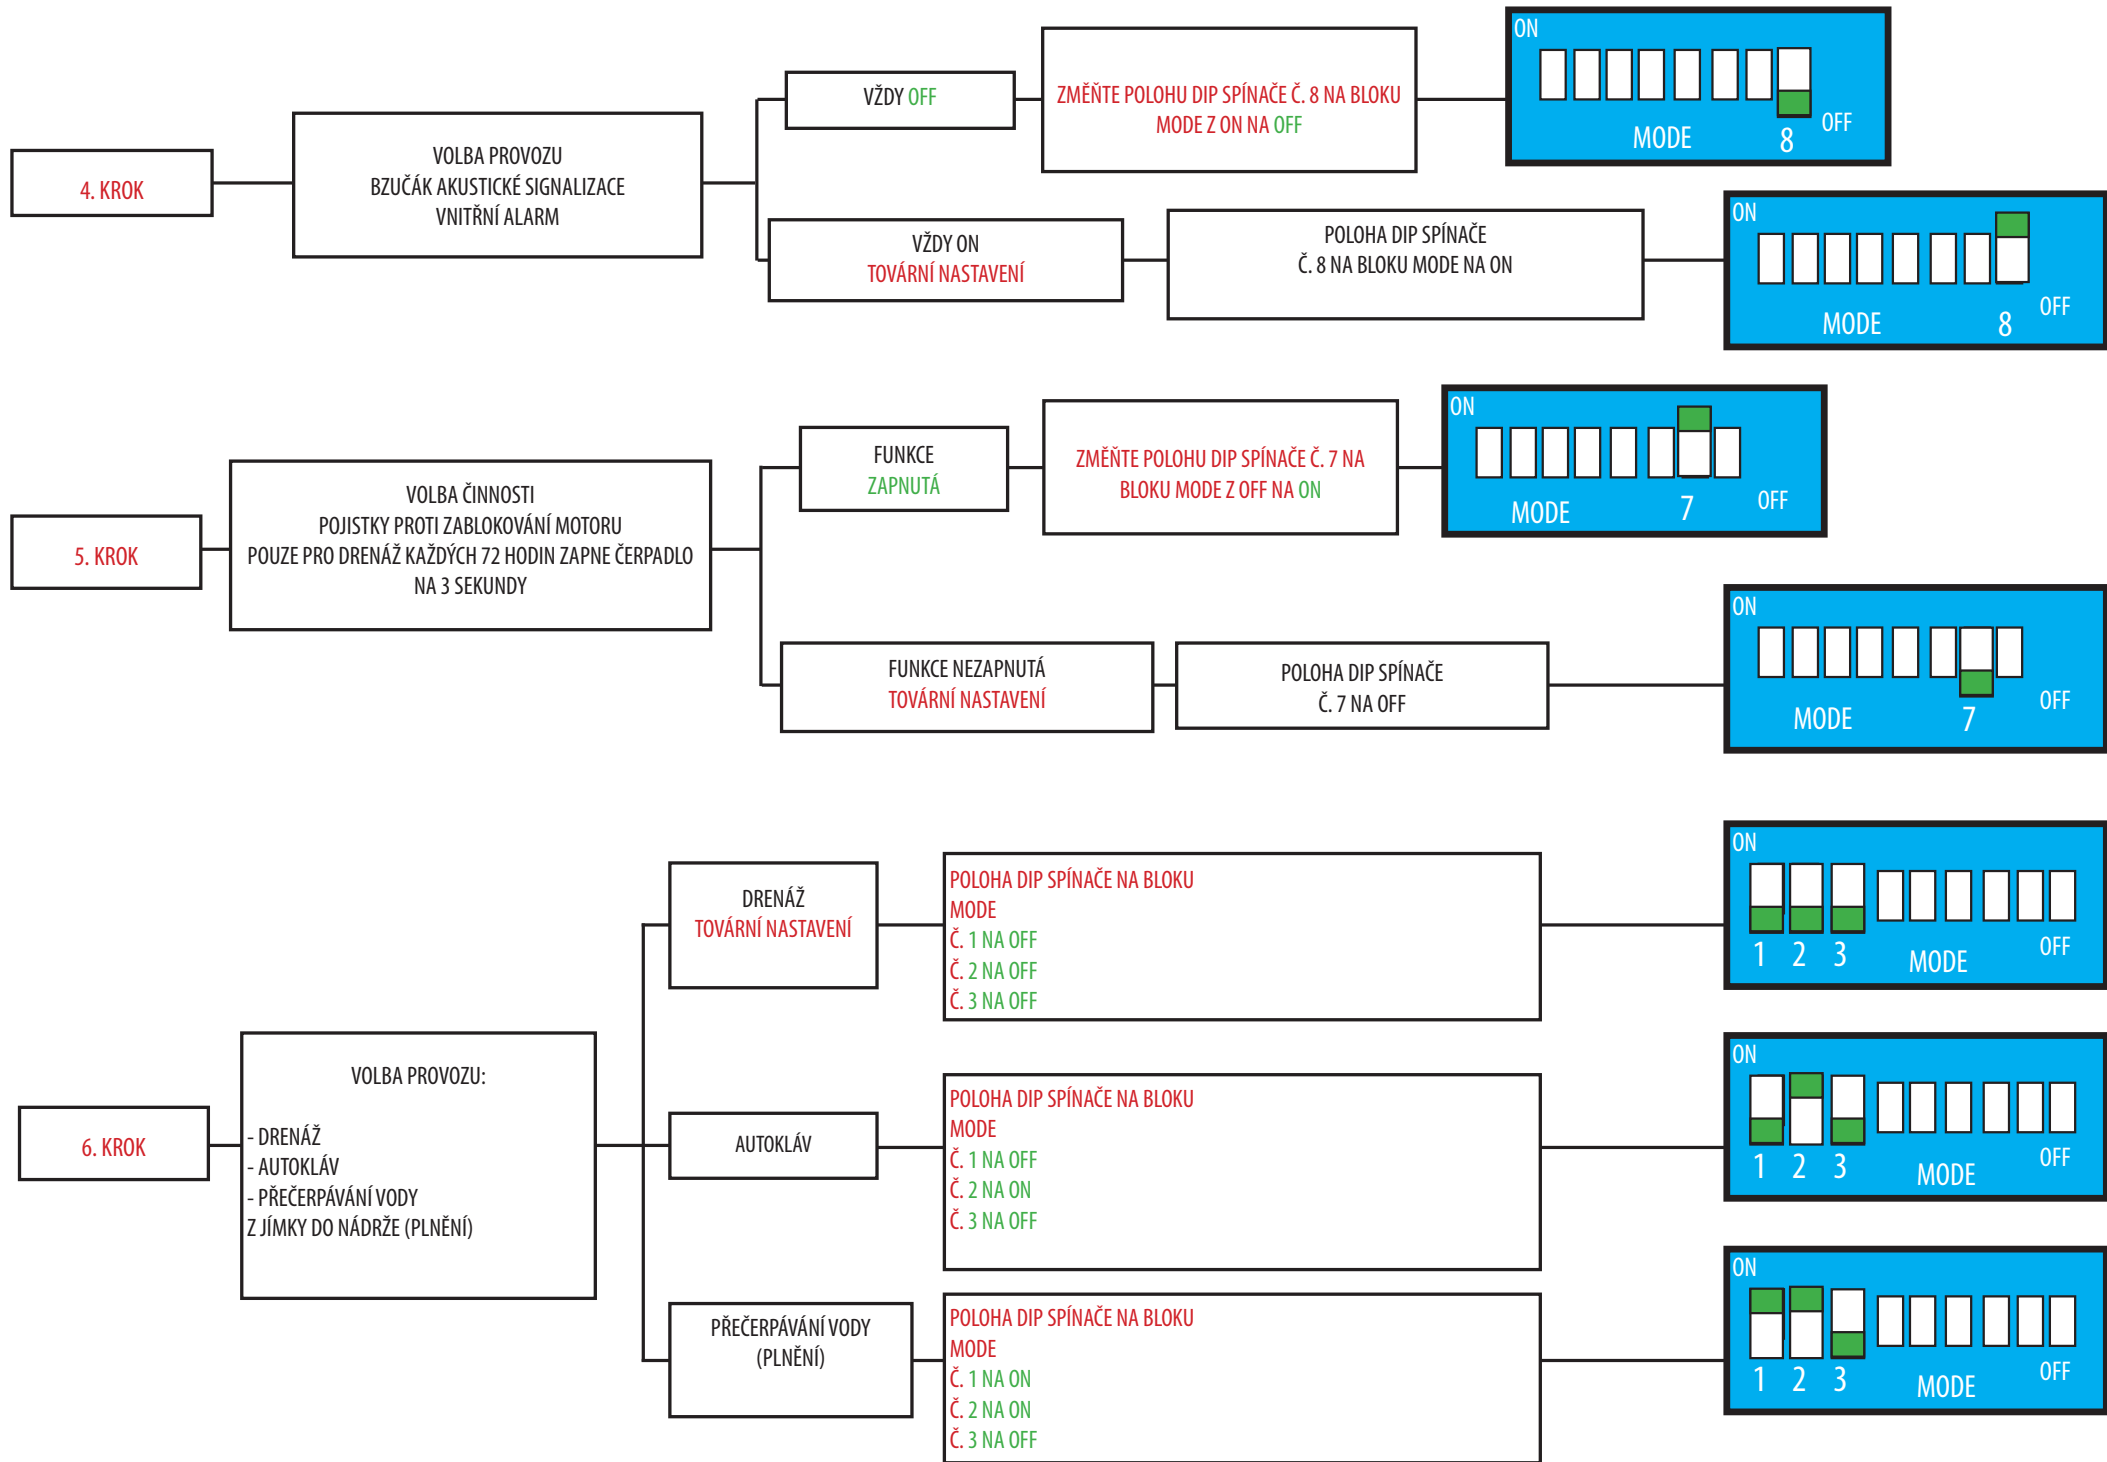 4. KROK
VOLBA PROVOZU
BZUČÁK AKUSTICKÉ SIGNALIZACE
VNITŘNÍ ALARM
VŽDY OFF
ZMĚŇTE POLOHU DIP SPÍNAČE Č. 8 NA BLOKU
MODE Z ON NA OFF
ON
MODE
8
OFF
VŽDY ON
TOVÁRNÍ NASTAVENÍ
POLOHA DIP SPÍNAČE
Č. 8 NA BLOKU MODE NA ON
ON
MODE
8
OFF
5. KROK
VOLBA ČINNOSTI
POJISTKY PROTI ZABLOKOVÁNÍ MOTORU
POUZE PRO DRENÁŽ KAŽDÝCH 72 HODIN ZAPNE ČERPADLO
NA 3 SEKUNDY
FUNKCE
ZAPNUTÁ
ZMĚŇTE POLOHU DIP SPÍNAČE Č. 7 NA
BLOKU MODE Z OFF NA ON
ON
MODE
7
OFF
FUNKCE NEZAPNUTÁ
TOVÁRNÍ NASTAVENÍ
POLOHA DIP SPÍNAČE
Č. 7 NA OFF
ON
MODE
7
OFF
6. KROK
VOLBA PROVOZU:
- DRENÁŽ
- AUTOKLÁV
- PŘEČERPÁVÁNÍ VODY
Z JÍMKY DO NÁDRŽE (PLNĚNÍ)
DRENÁŽ
TOVÁRNÍ NASTAVENÍ
POLOHA DIP SPÍNAČE NA BLOKU
MODE
Č. 1 NA OFF
Č. 2 NA OFF
Č. 3 NA OFF
ON
1 2 3
MODE
OFF
AUTOKLÁV
POLOHA DIP SPÍNAČE NA BLOKU
MODE
Č. 1 NA OFF
Č. 2 NA ON
Č. 3 NA OFF
ON
1 2 3
MODE
OFF
PŘEČERPÁVÁNÍ VODY
(PLNĚNÍ)
POLOHA DIP SPÍNAČE NA BLOKU
MODE
Č. 1 NA ON
Č. 2 NA ON
Č. 3 NA OFF
ON
1 2 3
MODE
OFF